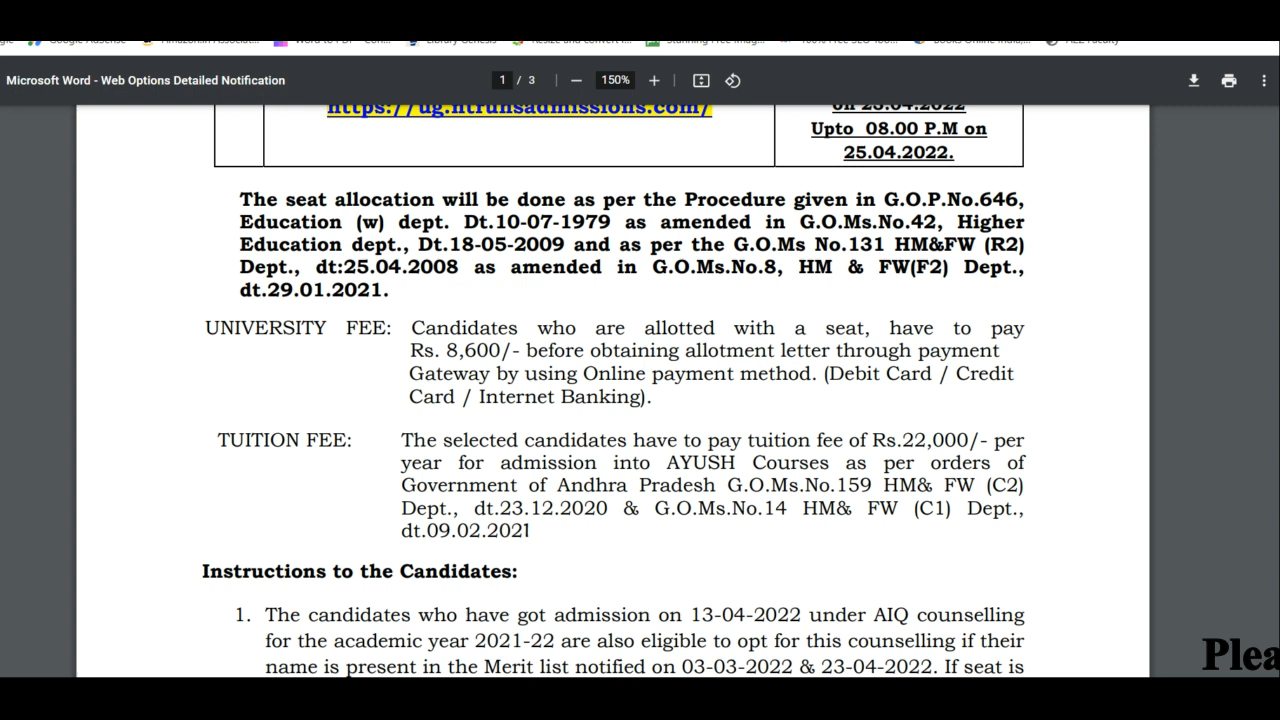 Microsoft Word - Web Options Detailed Notification
1 / 3
150%
https://ug.ntruhsadmissions.com/
on 23.04.2022
Upto 08.00 P.M on
25.04.2022.
The seat allocation will be done as per the Procedure given in G.O.P.No.646,
Education (w) dept. Dt.10-07-1979 as amended in G.O.Ms.No.42, Higher
Education dept., Dt.18-05-2009 and as per the G.O.Ms No.131 HM&FW (R2)
Dept., dt:25.04.2008 as amended in G.O.Ms.No.8, HM & FW(F2) Dept.,
dt.29.01.2021.
UNIVERSITY FEE: Candidates who are allotted with a seat, have to pay
Rs. 8,600/- before obtaining allotment letter through payment
Gateway by using Online payment method. (Debit Card / Credit
Card / Internet Banking).
TUITION FEE: The selected candidates have to pay tuition fee of Rs.22,000/- per
year for admission into AYUSH Courses as per orders of
Government of Andhra Pradesh G.O.Ms.No.159 HM& FW (C2)
Dept., dt.23.12.2020 & G.O.Ms.No.14 HM& FW (C1) Dept.,
dt.09.02.2021
Instructions to the Candidates:
1. The candidates who have got admission on 13-04-2022 under AIQ counselling
for the academic year 2021-22 are also eligible to opt for this counselling if their
name is present in the Merit list notified on 03-03-2022 & 23-04-2022. If seat is
Plea